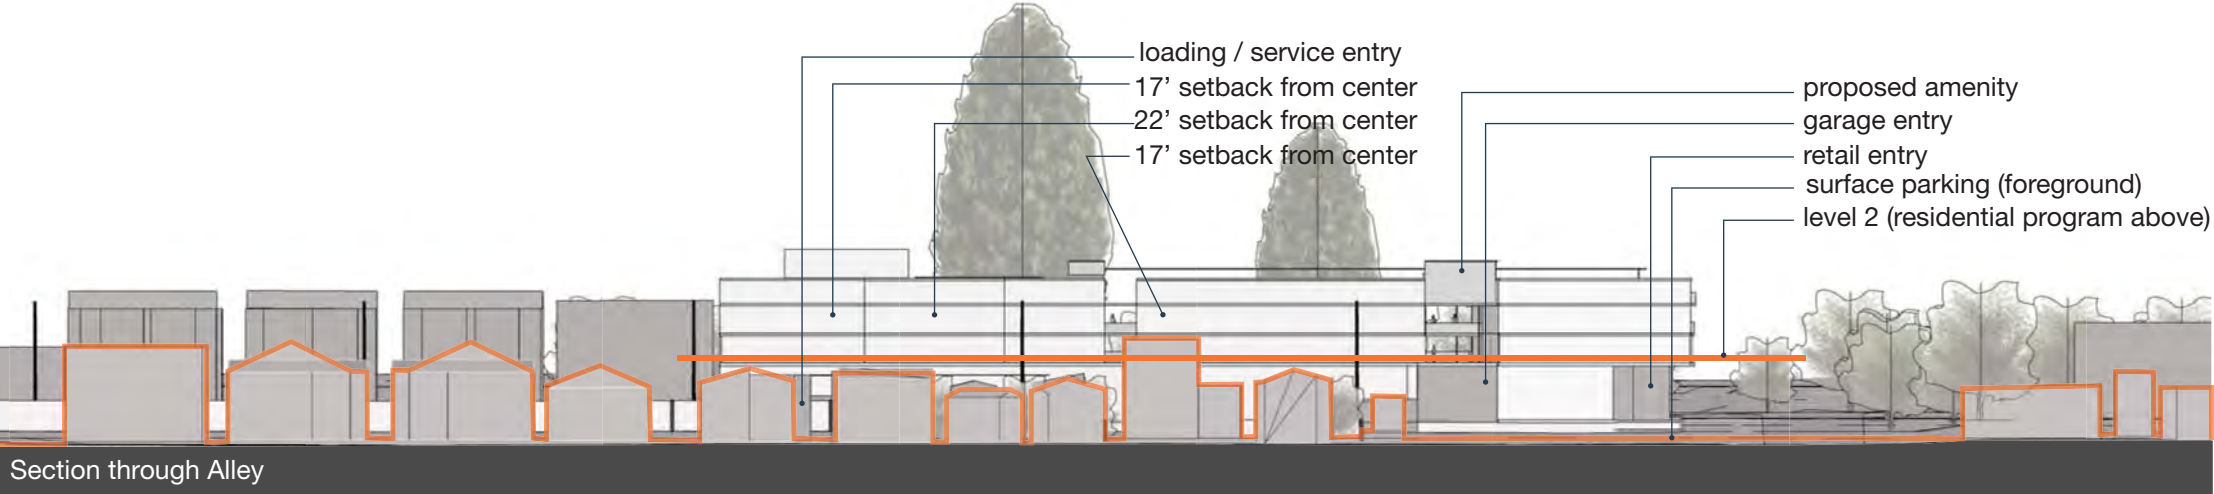 loading / service entry
17’ setback from center
22’ setback from center
17’ setback from center
proposed amenity
garage entry
retail entry
surface parking (foreground)
level 2 (residential program above)
Section through Alley